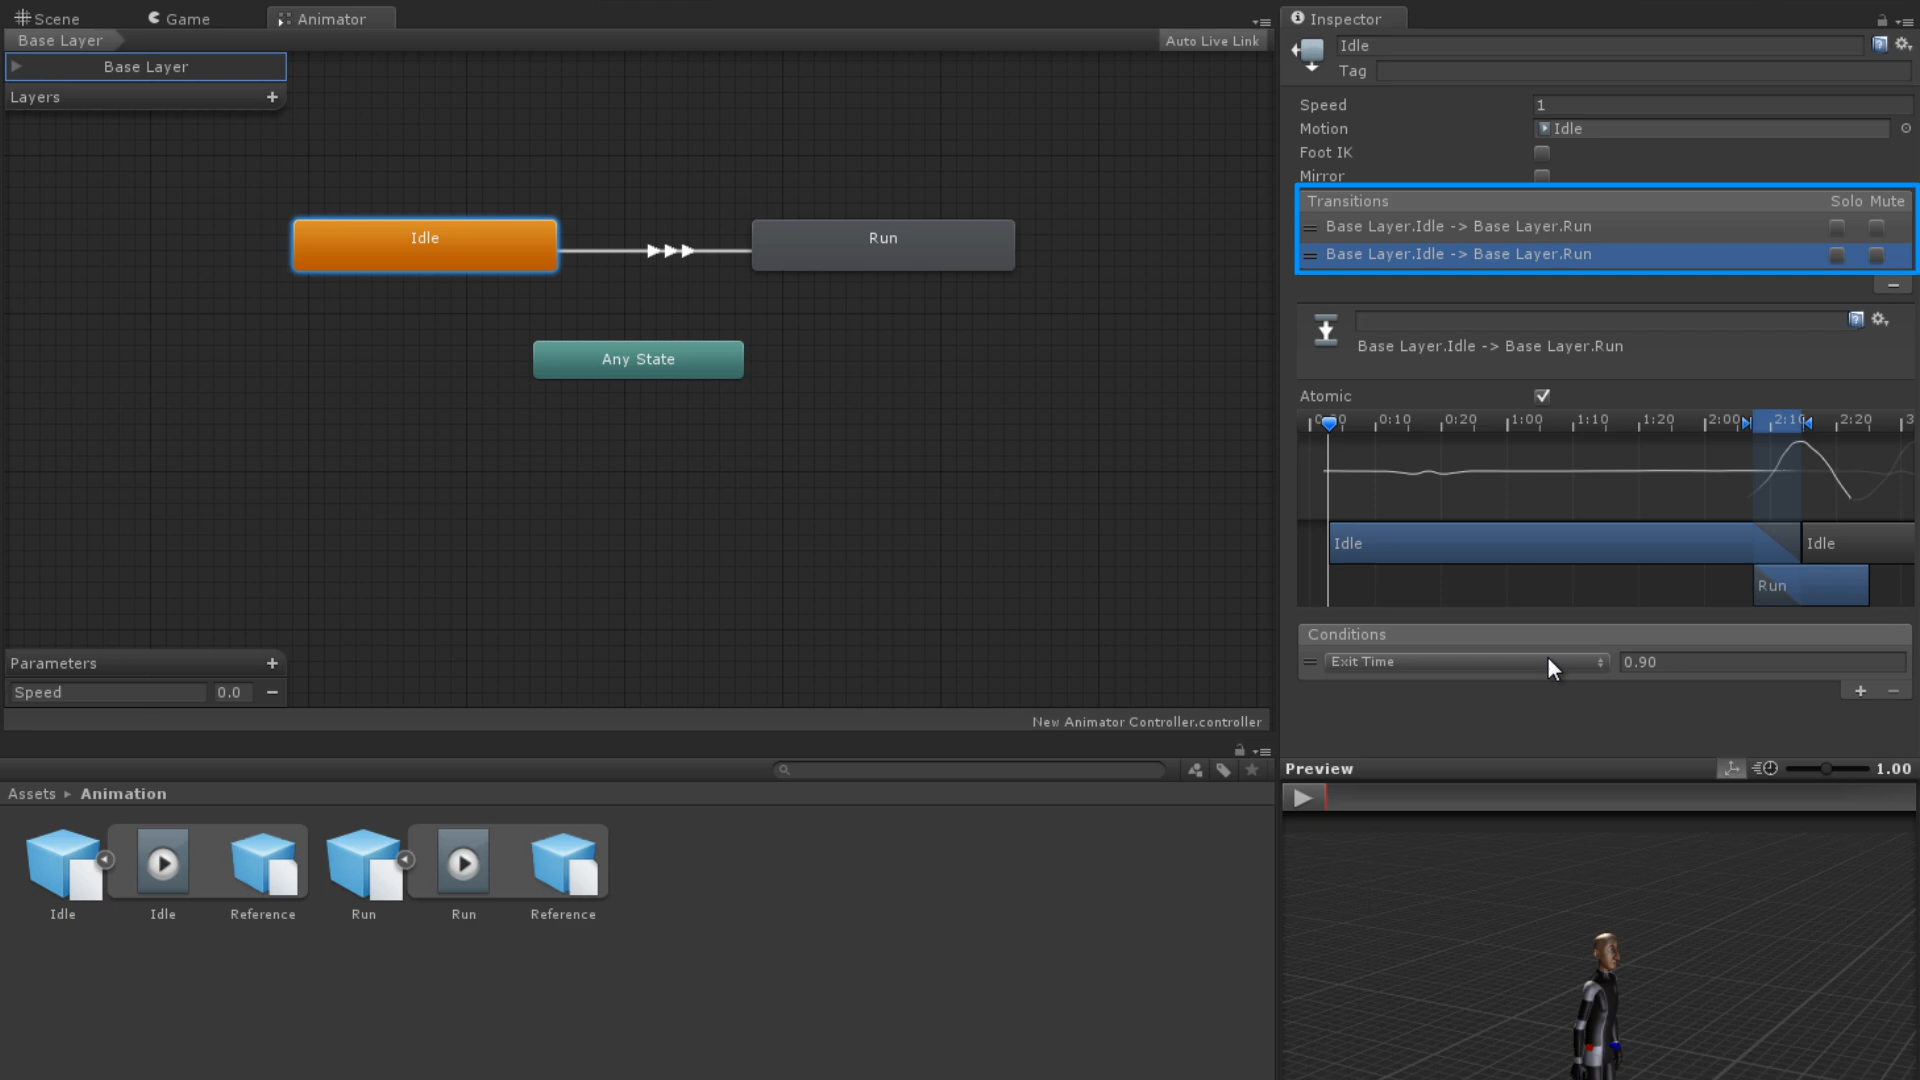 Scene
Game
Animator
Base Layer
Auto Live Link
Base Layer
Layers +
Idle
Run
Any State
Parameters +
Speed 0.0 −
New Animator Controller.controller
Assets ▸ Animation
Idle
Idle
Reference
Run
Run
Reference
Inspector
Idle
Tag
Speed 1
Motion Idle
Foot IK
Mirror
Transitions Solo Mute
Base Layer.Idle -> Base Layer.Run
Base Layer.Idle -> Base Layer.Run
Base Layer.Idle -> Base Layer.Run
Atomic
0:10 0:20 1:00 1:10 1:20 2:00 2:10 2:20
Idle Idle
Run
Conditions
Exit Time 0.90
+ −
Preview 1.00